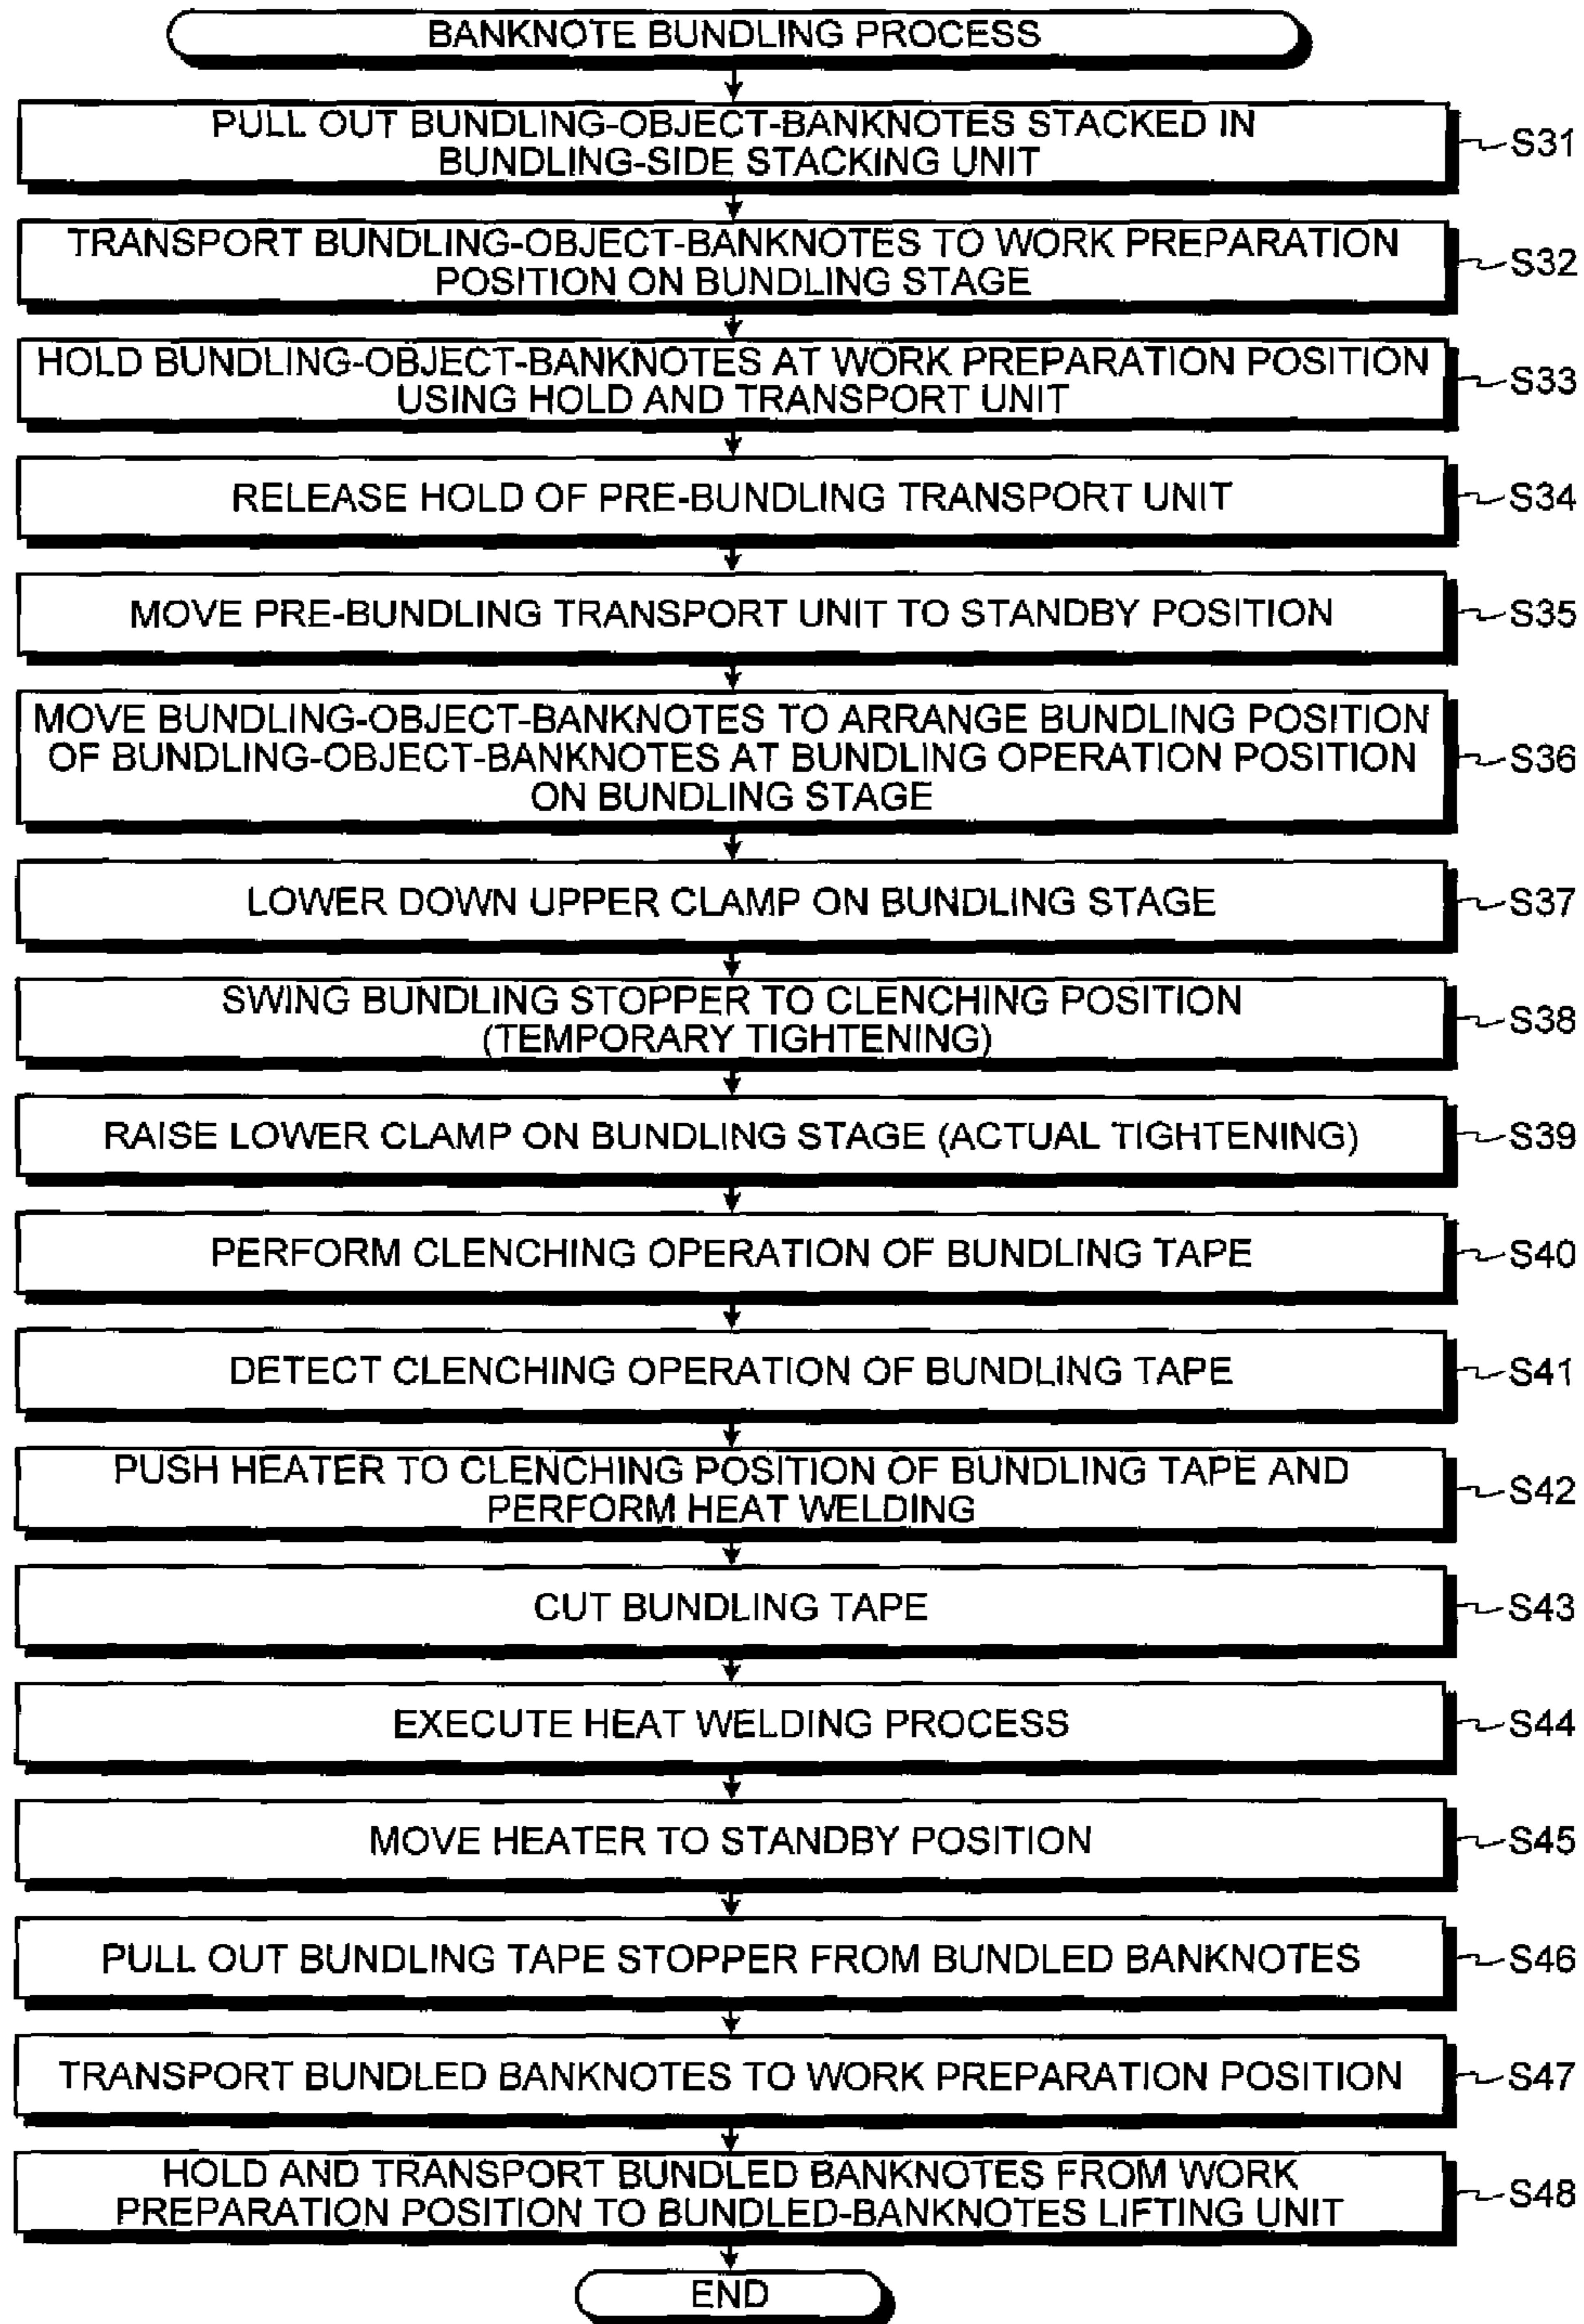 BANKNOTE BUNDLING PROCESS
PULL OUT BUNDLING-OBJECT-BANKNOTES STACKED IN
BUNDLING-SIDE STACKING UNIT
S31
TRANSPORT BUNDLING-OBJECT-BANKNOTES TO WORK PREPARATION
POSITION ON BUNDLING STAGE
S32
HOLD BUNDLING-OBJECT-BANKNOTES AT WORK PREPARATION POSITION
USING HOLD AND TRANSPORT UNIT
S33
RELEASE HOLD OF PRE-BUNDLING TRANSPORT UNIT
S34
MOVE PRE-BUNDLING TRANSPORT UNIT TO STANDBY POSITION
S35
MOVE BUNDLING-OBJECT-BANKNOTES TO ARRANGE BUNDLING POSITION
OF BUNDLING-OBJECT-BANKNOTES AT BUNDLING OPERATION POSITION
ON BUNDLING STAGE
S36
LOWER DOWN UPPER CLAMP ON BUNDLING STAGE
S37
SWING BUNDLING STOPPER TO CLENCHING POSITION
(TEMPORARY TIGHTENING)
S38
RAISE LOWER CLAMP ON BUNDLING STAGE (ACTUAL TIGHTENING)
S39
PERFORM CLENCHING OPERATION OF BUNDLING TAPE
S40
DETECT CLENCHING OPERATION OF BUNDLING TAPE
S41
PUSH HEATER TO CLENCHING POSITION OF BUNDLING TAPE AND
PERFORM HEAT WELDING
S42
CUT BUNDLING TAPE
S43
EXECUTE HEAT WELDING PROCESS
S44
MOVE HEATER TO STANDBY POSITION
S45
PULL OUT BUNDLING TAPE STOPPER FROM BUNDLED BANKNOTES
S46
TRANSPORT BUNDLED BANKNOTES TO WORK PREPARATION POSITION
S47
HOLD AND TRANSPORT BUNDLED BANKNOTES FROM WORK
PREPARATION POSITION TO BUNDLED-BANKNOTES LIFTING UNIT
S48
END